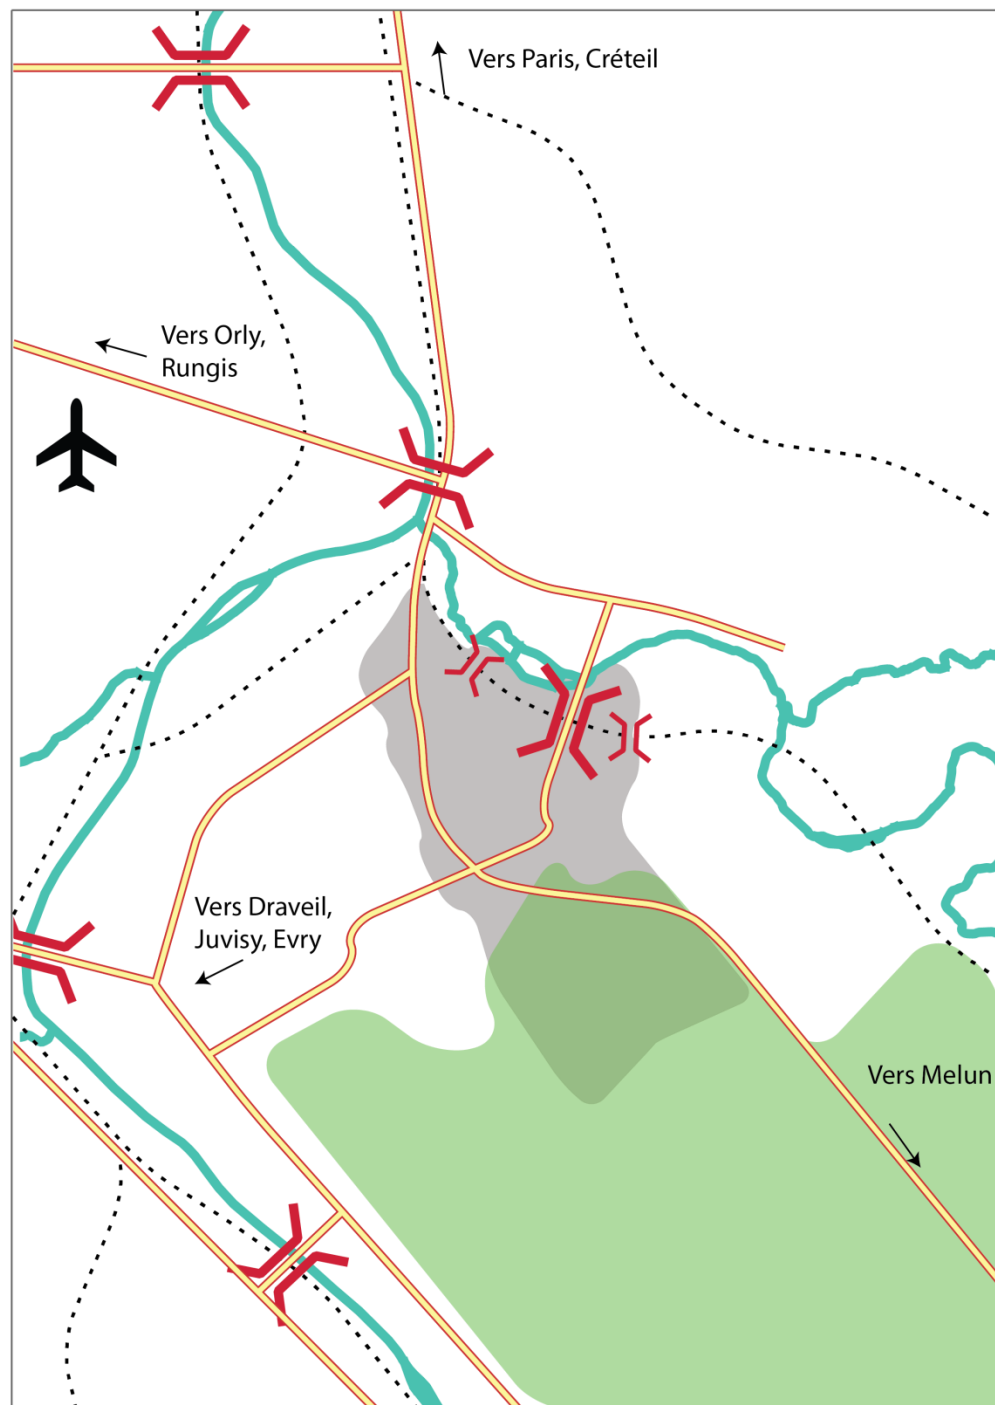 Vers Paris, Créteil
Vers Orly,
Rungis
Vers Draveil,
Juvisy, Evry
Vers Melun